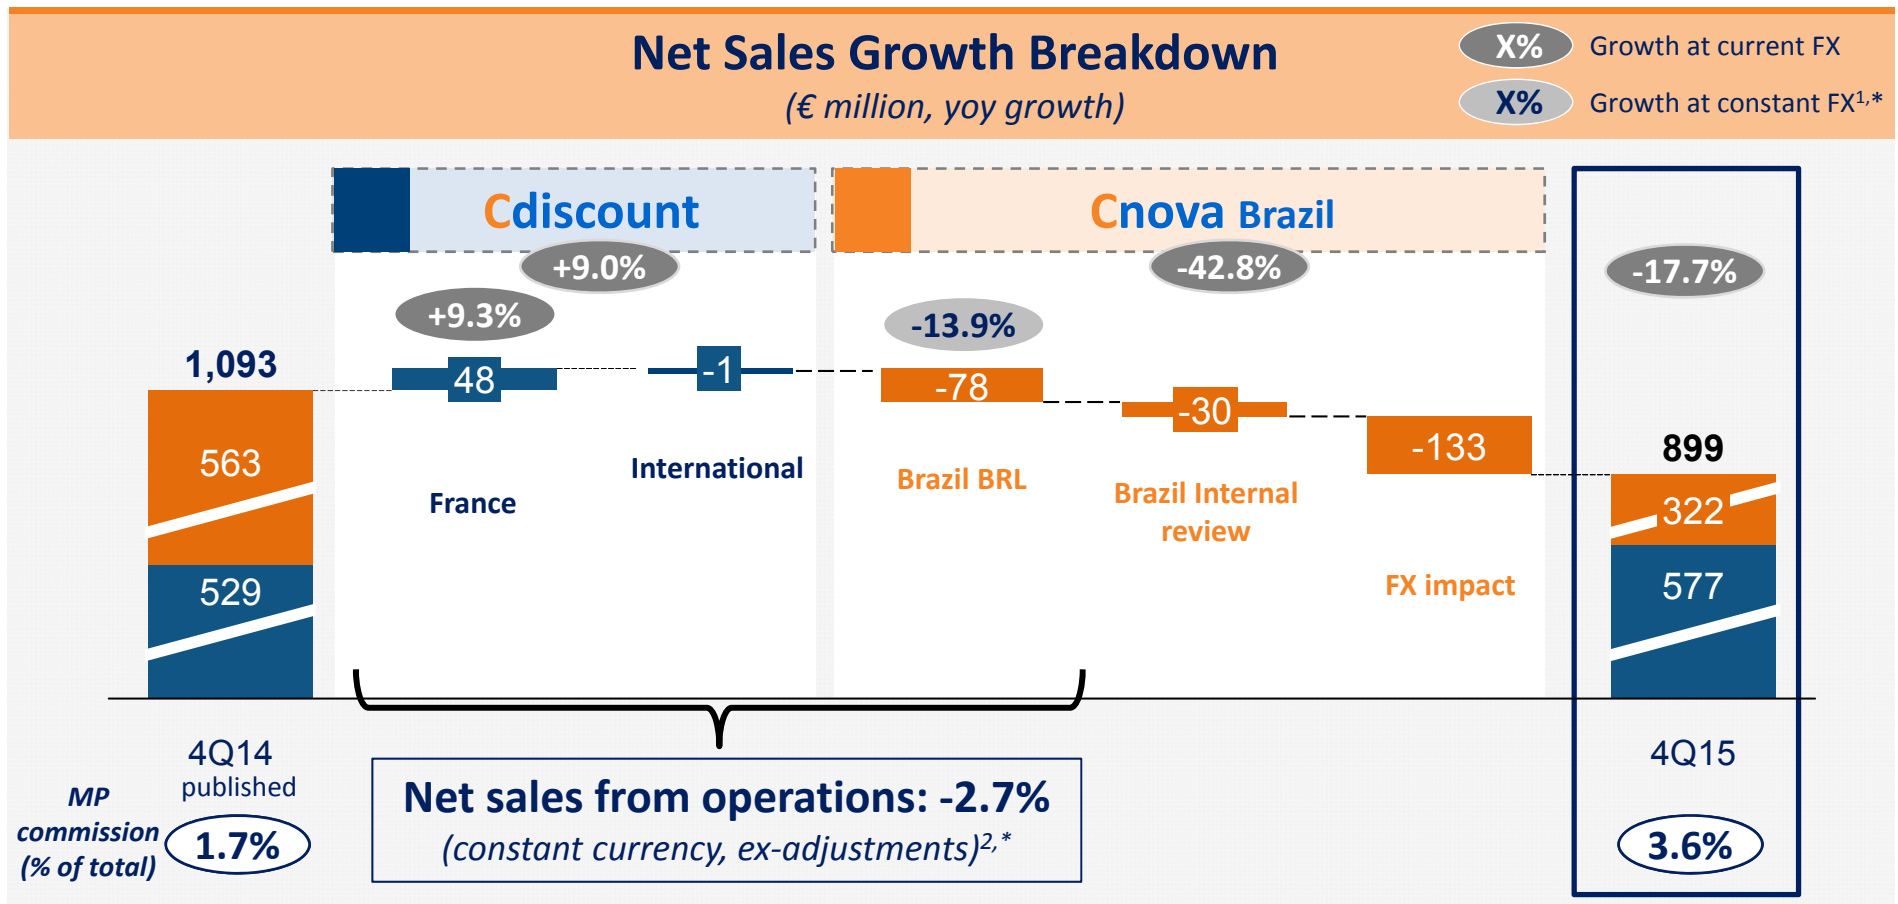 Net Sales Growth Breakdown
(€ million, yoy growth)
X% Growth at current FX
X% Growth at constant FX1,*
Cdiscount
Cnova Brazil
+9.0%
-42.8%
-17.7%
+9.3%
-13.9%
1,093
48
-1
-78
-30
-133
899
563
529
France
International
Brazil BRL
Brazil Internal
review
FX impact
322
577
4Q14
published
4Q15
MP
commission
(% of total)
1.7%
Net sales from operations: -2.7%
(constant currency, ex-adjustments)2,*
3.6%